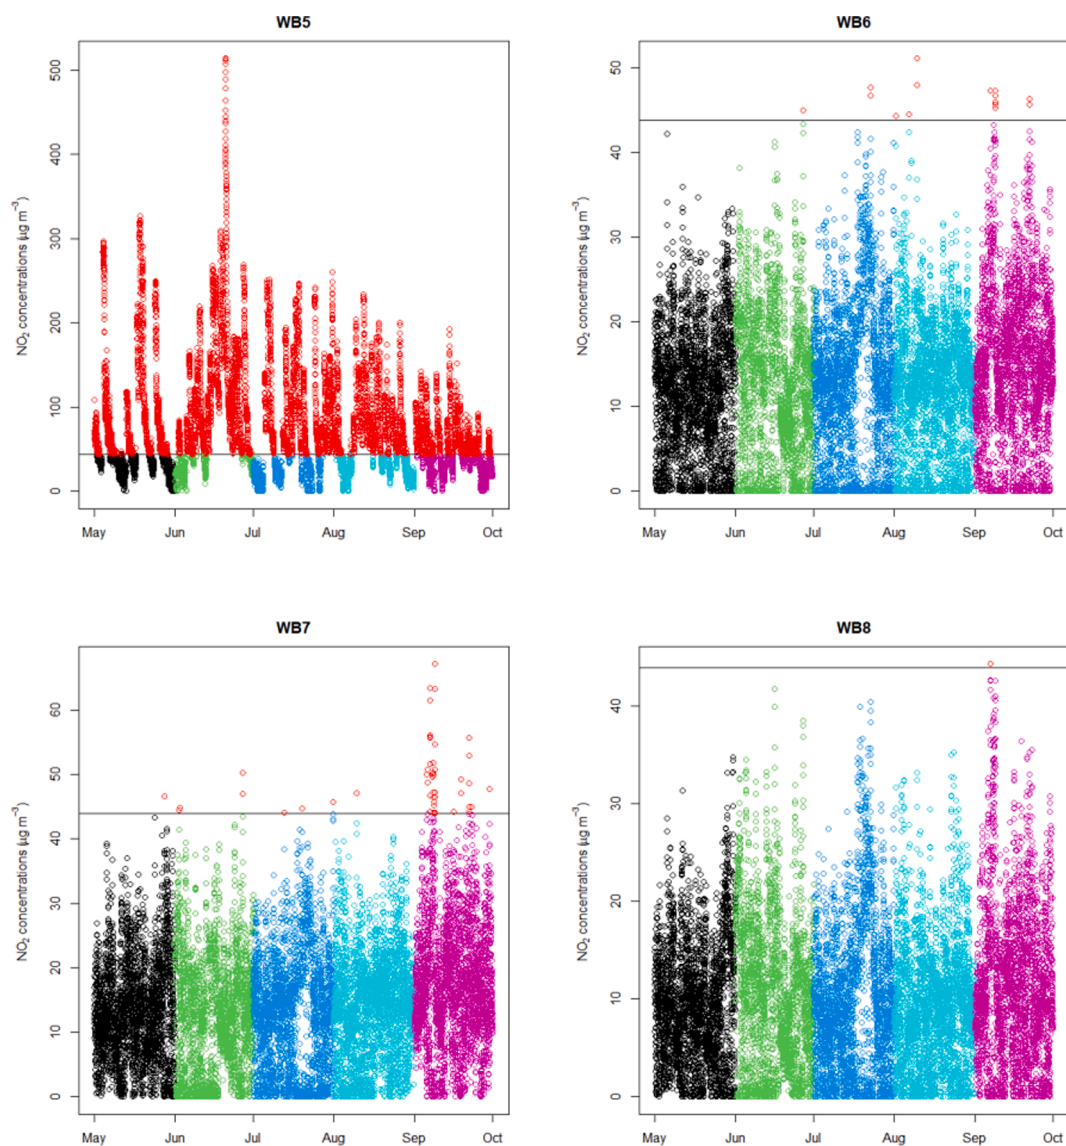 WB5
NO₂ concentrations (µg m⁻³)
500
400
300
200
100
0
May Jun Jul Aug Sep Oct
WB6
NO₂ concentrations (µg m⁻³)
50
40
30
20
10
0
May Jun Jul Aug Sep Oct
WB7
NO₂ concentrations (µg m⁻³)
60
50
40
30
20
10
0
May Jun Jul Aug Sep Oct
WB8
NO₂ concentrations (µg m⁻³)
40
30
20
10
0
May Jun Jul Aug Sep Oct